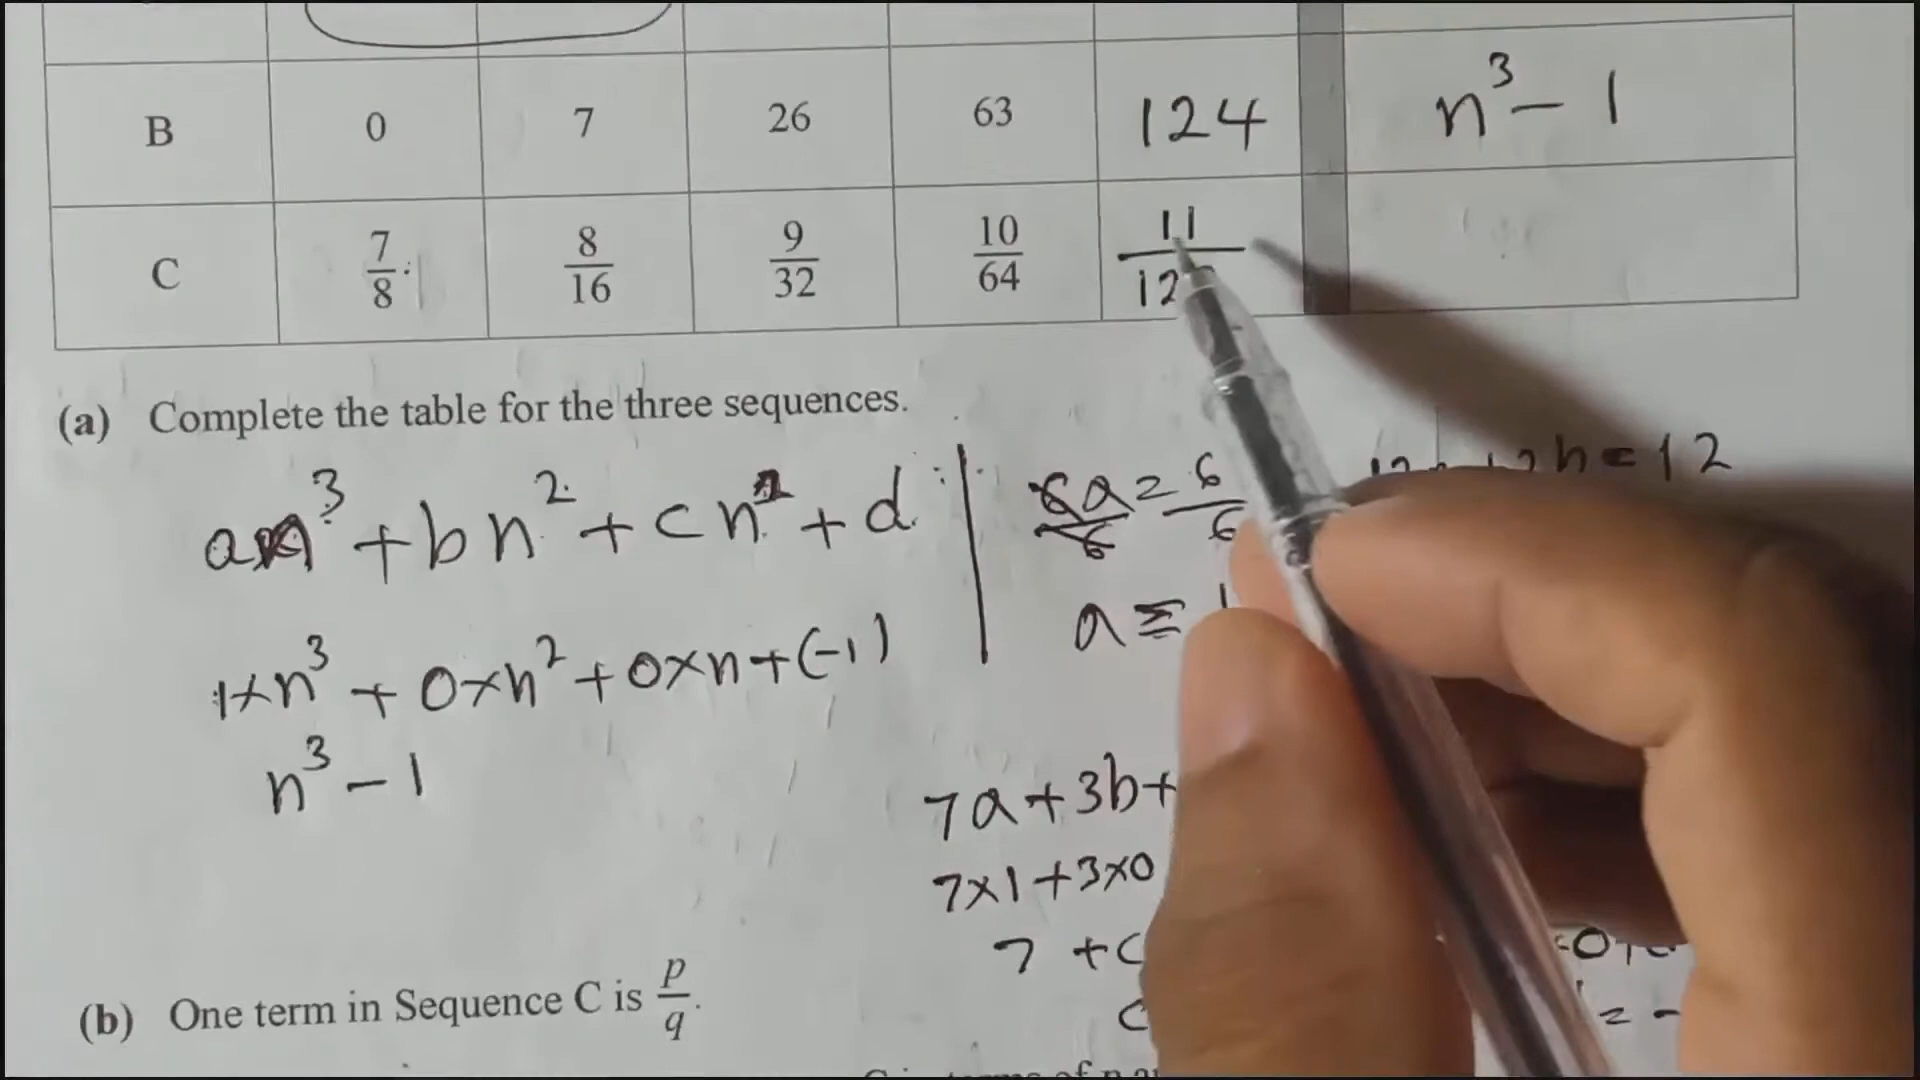 B 0 7 26 63 124 n³ - 1
C 7/8 8/16 9/32 10/64 11/12
(a) Complete the table for the three sequences.
an³ + bn² + cn + d
6a/6 = 6/6
= 12
a =
1×n³ + 0×n² + 0×n + (-1)
n³ - 1
7a + 3b +
7×1 + 3×0
7 + c
c
(b) One term in Sequence C is p/q.